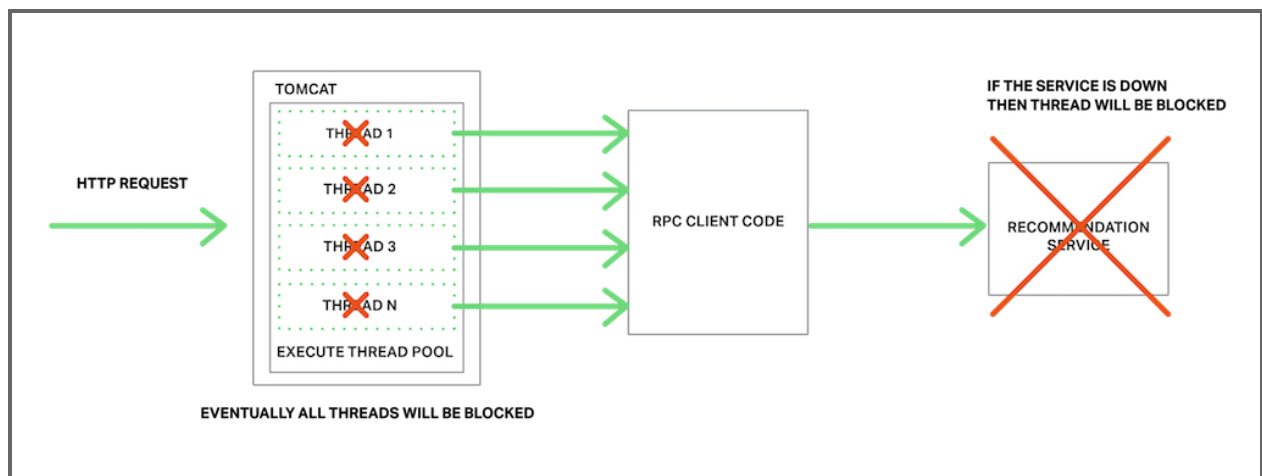 HTTP REQUEST
TOMCAT
THREAD 1
THREAD 2
THREAD 3
THREAD N
EXECUTE THREAD POOL
EVENTUALLY ALL THREADS WILL BE BLOCKED
RPC CLIENT CODE
IF THE SERVICE IS DOWN
THEN THREAD WILL BE BLOCKED
RECOMMENDATION
SERVICE